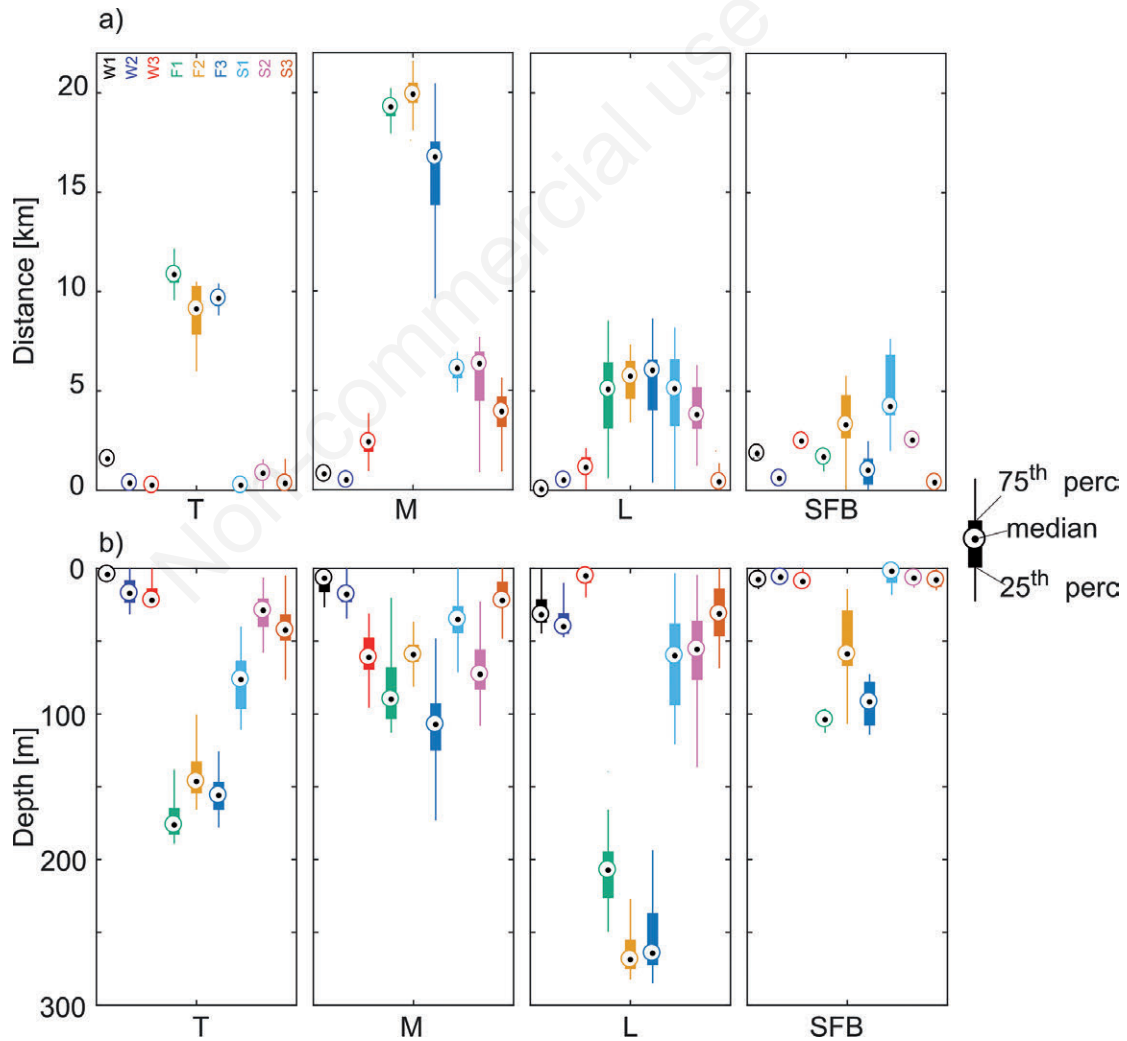 a)
W1 W2 W3 F1 F2 F3 S1 S2 S3
20
15
10
5
0
Distance [km]
T M L SFB
Non-commercial use
75th perc
median
25th perc
b)
0
100
200
300
Depth [m]
T M L SFB